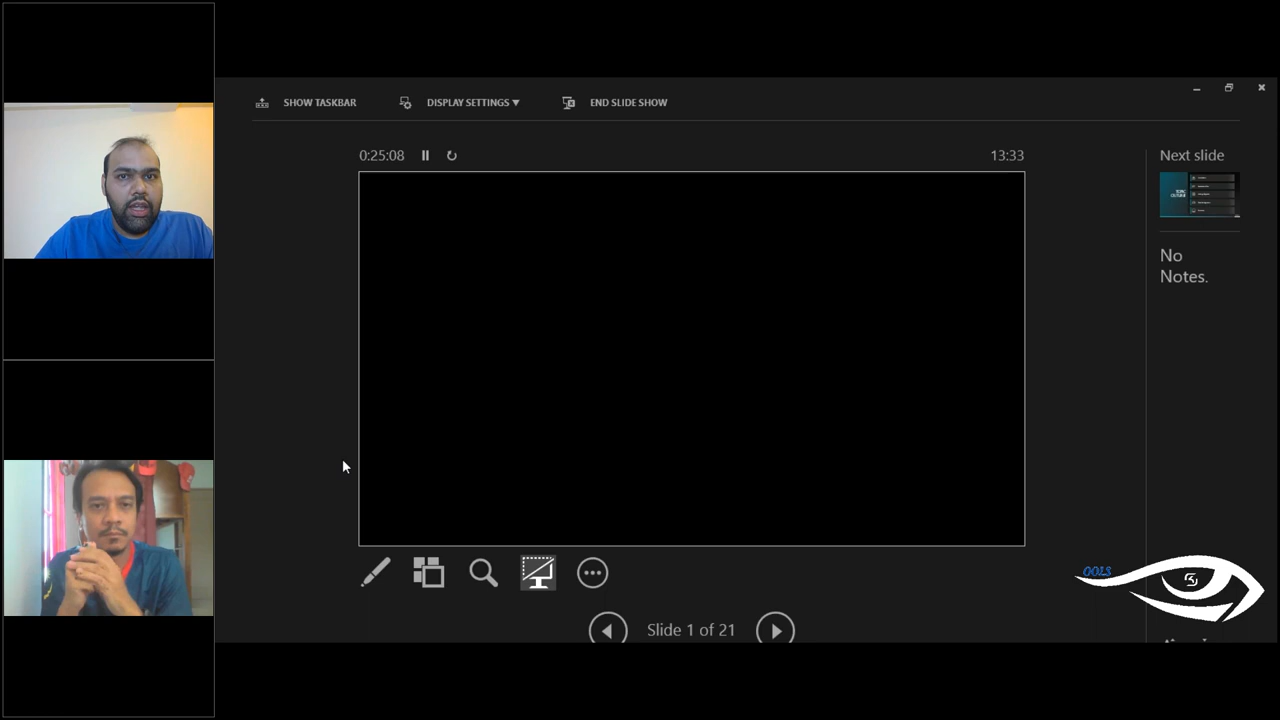 SHOW TASKBAR
DISPLAY SETTINGS ▼
END SLIDE SHOW
0:25:08
13:33
Next slide
No
Notes.
OOLS
Slide 1 of 21